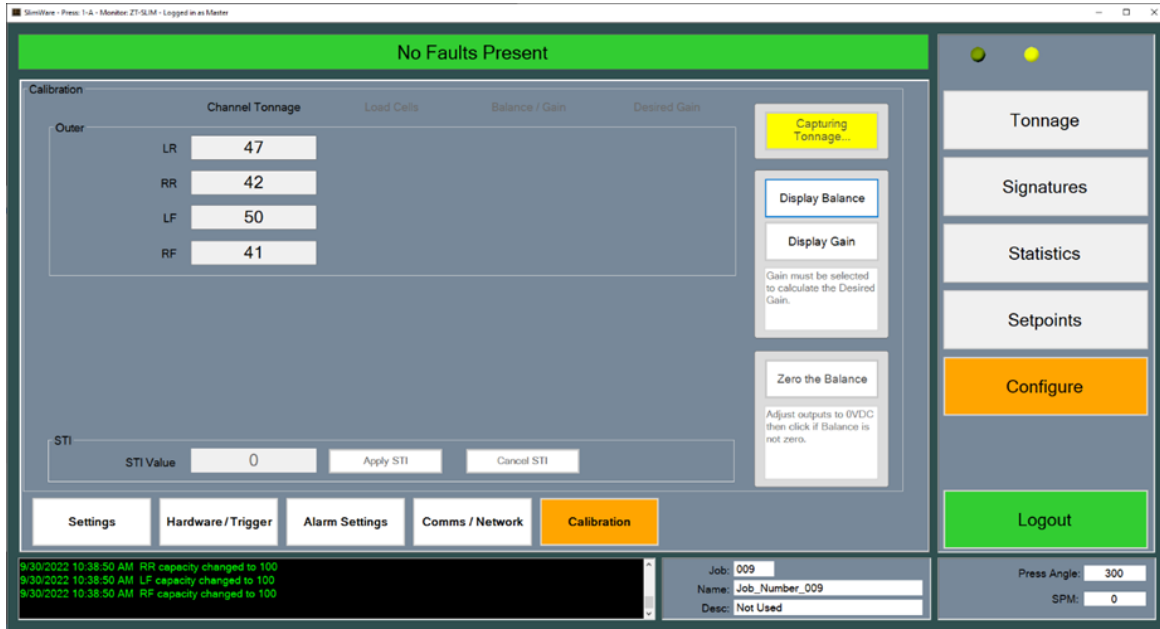 SlimWare - Press: 1-A - Monitor: ZT-SLIM - Logged in as Master
No Faults Present
Calibration
Channel Tonnage Load Cells Balance / Gain Desired Gain
Outer
LR 47
RR 42
LF 50
RF 41
Capturing
Tonnage...
Display Balance
Display Gain
Gain must be selected
to calculate the Desired
Gain.
Zero the Balance
Adjust outputs to 0VDC
then click if Balance is
not zero.
STI
STI Value 0 Apply STI Cancel STI
Settings Hardware / Trigger Alarm Settings Comms / Network Calibration
Tonnage
Signatures
Statistics
Setpoints
Configure
Logout
9/30/2022 10:38:50 AM RR capacity changed to 100
9/30/2022 10:38:50 AM LF capacity changed to 100
9/30/2022 10:38:50 AM RF capacity changed to 100
Job: 009
Name: Job_Number_009
Desc: Not Used
Press Angle: 300
SPM: 0